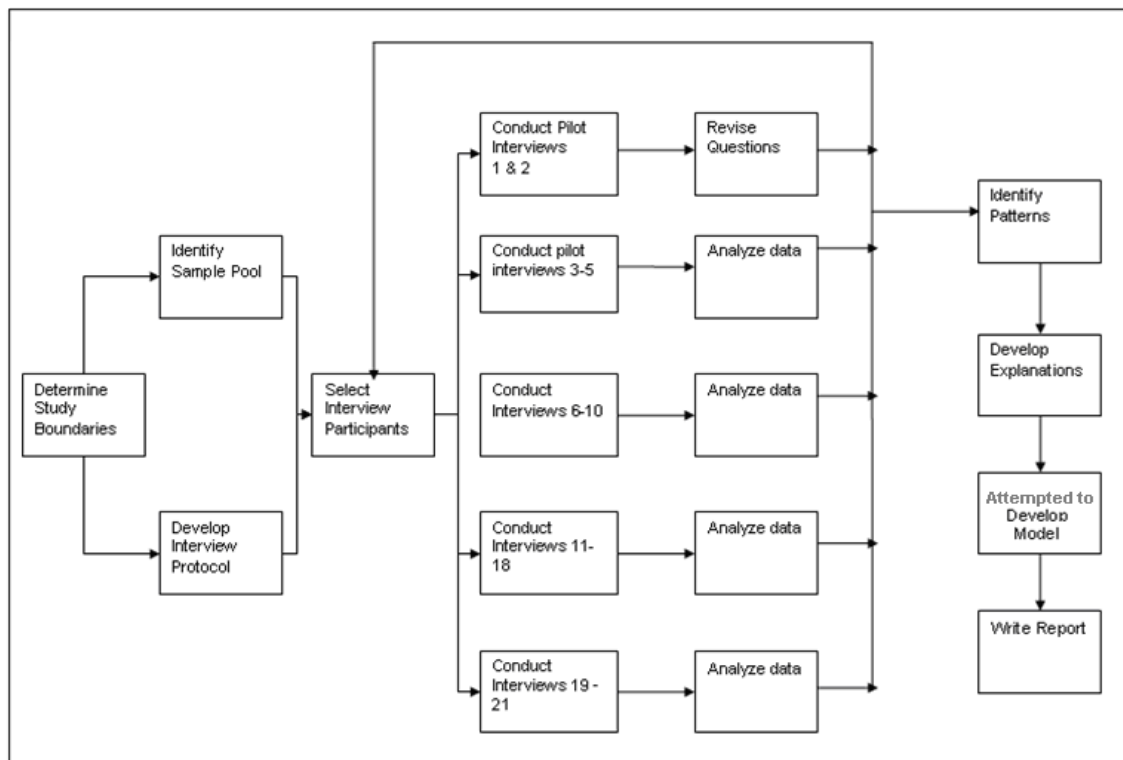 Determine
Study
Boundaries
Identify
Sample Pool
Develop
Interview
Protocol
Select
Interview
Participants
Conduct Pilot
Interviews
1 & 2
Revise
Questions
Conduct pilot
interviews 3-5
Analyze data
Conduct
Interviews 6-10
Analyze data
Conduct
Interviews 11-
18
Analyze data
Conduct
Interviews 19 -
21
Analyze data
Identify
Patterns
Develop
Explanations
Attempted to
Develop
Model
Write Report